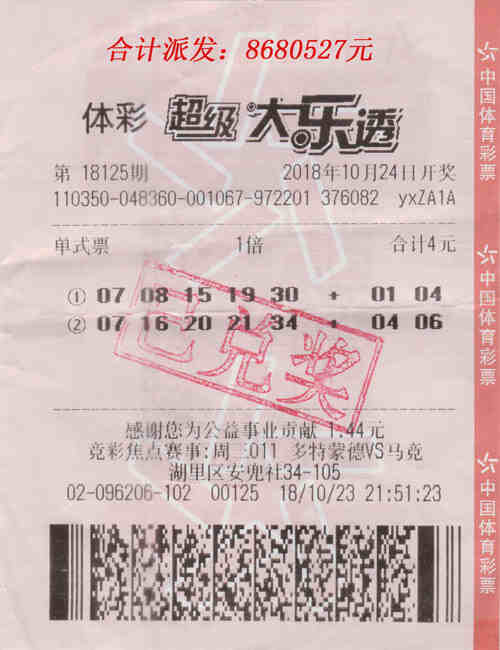 合计派发：8680527元
体彩 超级大乐透
第 18125期 2018年10月24日开奖
110350-048360-001067-972201 376082 yxZA1A
单式票 1倍 合计4元
① 07 08 15 19 30 + 01 04
② 07 16 20 21 34 + 04 06
已兑奖
感谢您为公益事业贡献 1.44元
竞彩焦点赛事:周三011 多特蒙德VS马竞
湖里区安兜社34-105
02-096206-102 00125 18/10/23 21:51:23
中国体育彩票
中国体育彩票
中国体育彩票